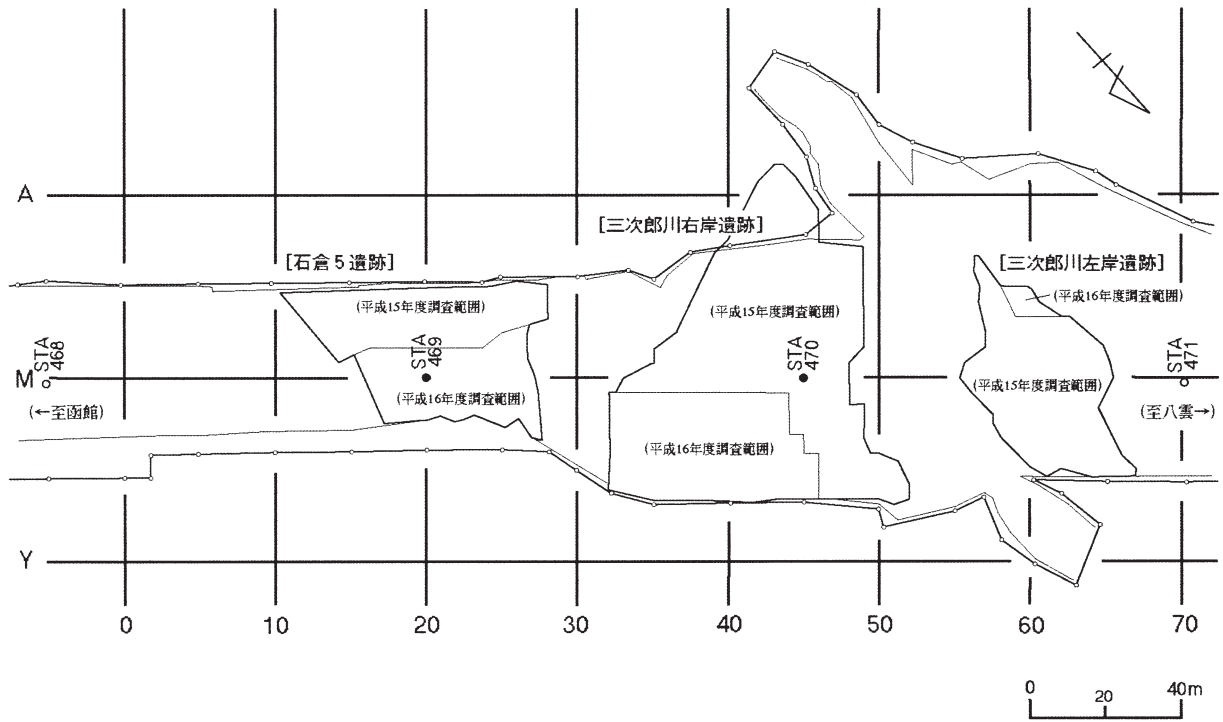 A
[三次郎川右岸遺跡]
[石倉5遺跡]
[三次郎川左岸遺跡]
(平成16年度調査範囲)
(平成15年度調査範囲)
(平成15年度調査範囲)
STA
468
STA
469
STA
470
STA
471
M
(平成15年度調査範囲)
(平成16年度調査範囲)
(←至函館)
(至八雲→)
(平成16年度調査範囲)
Y
0
10
20
30
40
50
60
70
0
20
40m